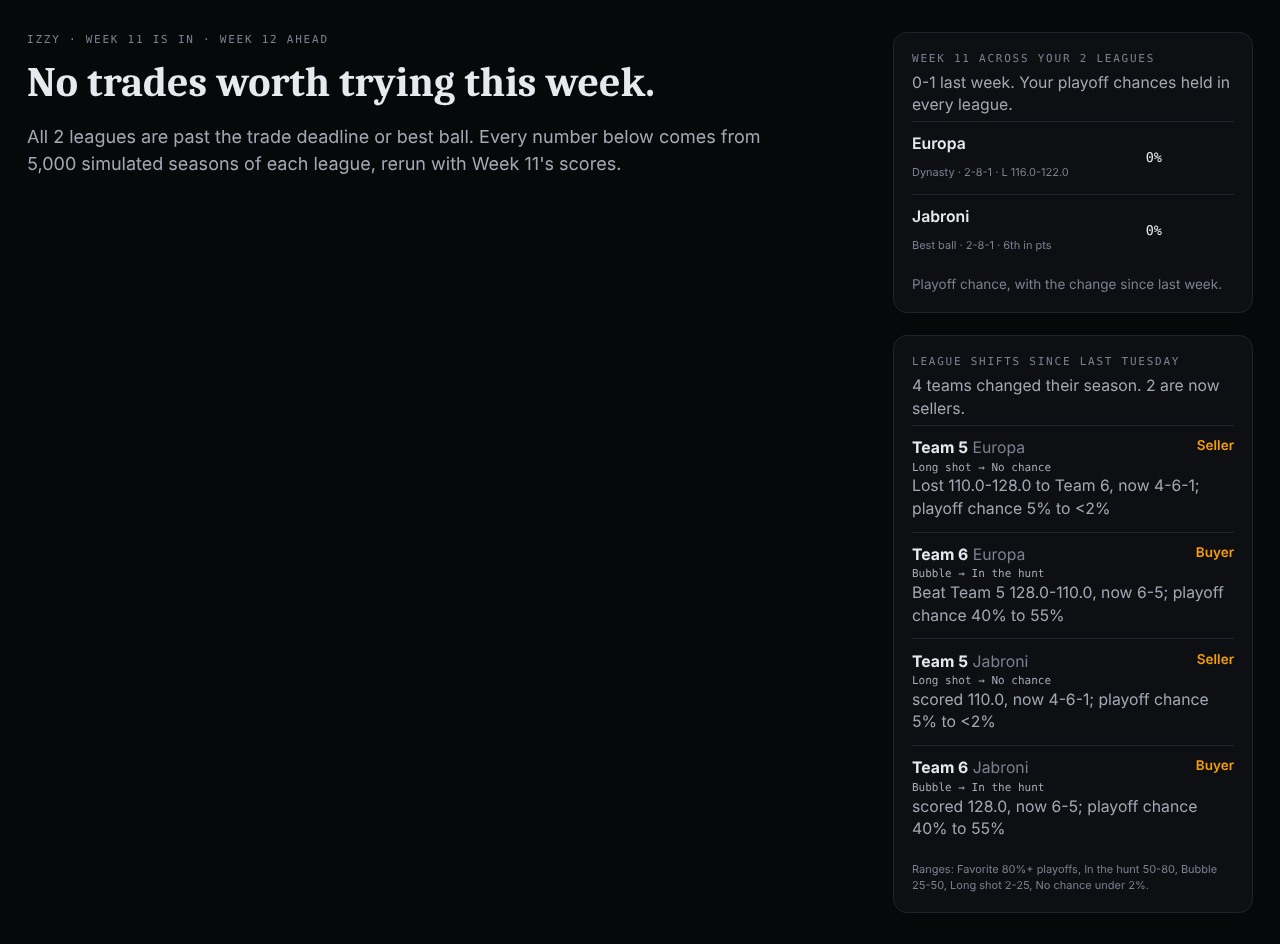 IZZY · WEEK 11 IS IN · WEEK 12 AHEAD
No trades worth trying this week.
All 2 leagues are past the trade deadline or best ball. Every number below comes from
5,000 simulated seasons of each league, rerun with Week 11's scores.
WEEK 11 ACROSS YOUR 2 LEAGUES
0-1 last week. Your playoff chances held in
every league.
Europa
0%
Dynasty · 2-8-1 · L 116.0-122.0
Jabroni
0%
Best ball · 2-8-1 · 6th in pts
Playoff chance, with the change since last week.
LEAGUE SHIFTS SINCE LAST TUESDAY
4 teams changed their season. 2 are now
sellers.
Team 5 Europa
Seller
Long shot → No chance
Lost 110.0-128.0 to Team 6, now 4-6-1;
playoff chance 5% to <2%
Team 6 Europa
Buyer
Bubble → In the hunt
Beat Team 5 128.0-110.0, now 6-5; playoff
chance 40% to 55%
Team 5 Jabroni
Seller
Long shot → No chance
scored 110.0, now 4-6-1; playoff chance
5% to <2%
Team 6 Jabroni
Buyer
Bubble → In the hunt
scored 128.0, now 6-5; playoff chance
40% to 55%
Ranges: Favorite 80%+ playoffs, In the hunt 50-80, Bubble
25-50, Long shot 2-25, No chance under 2%.